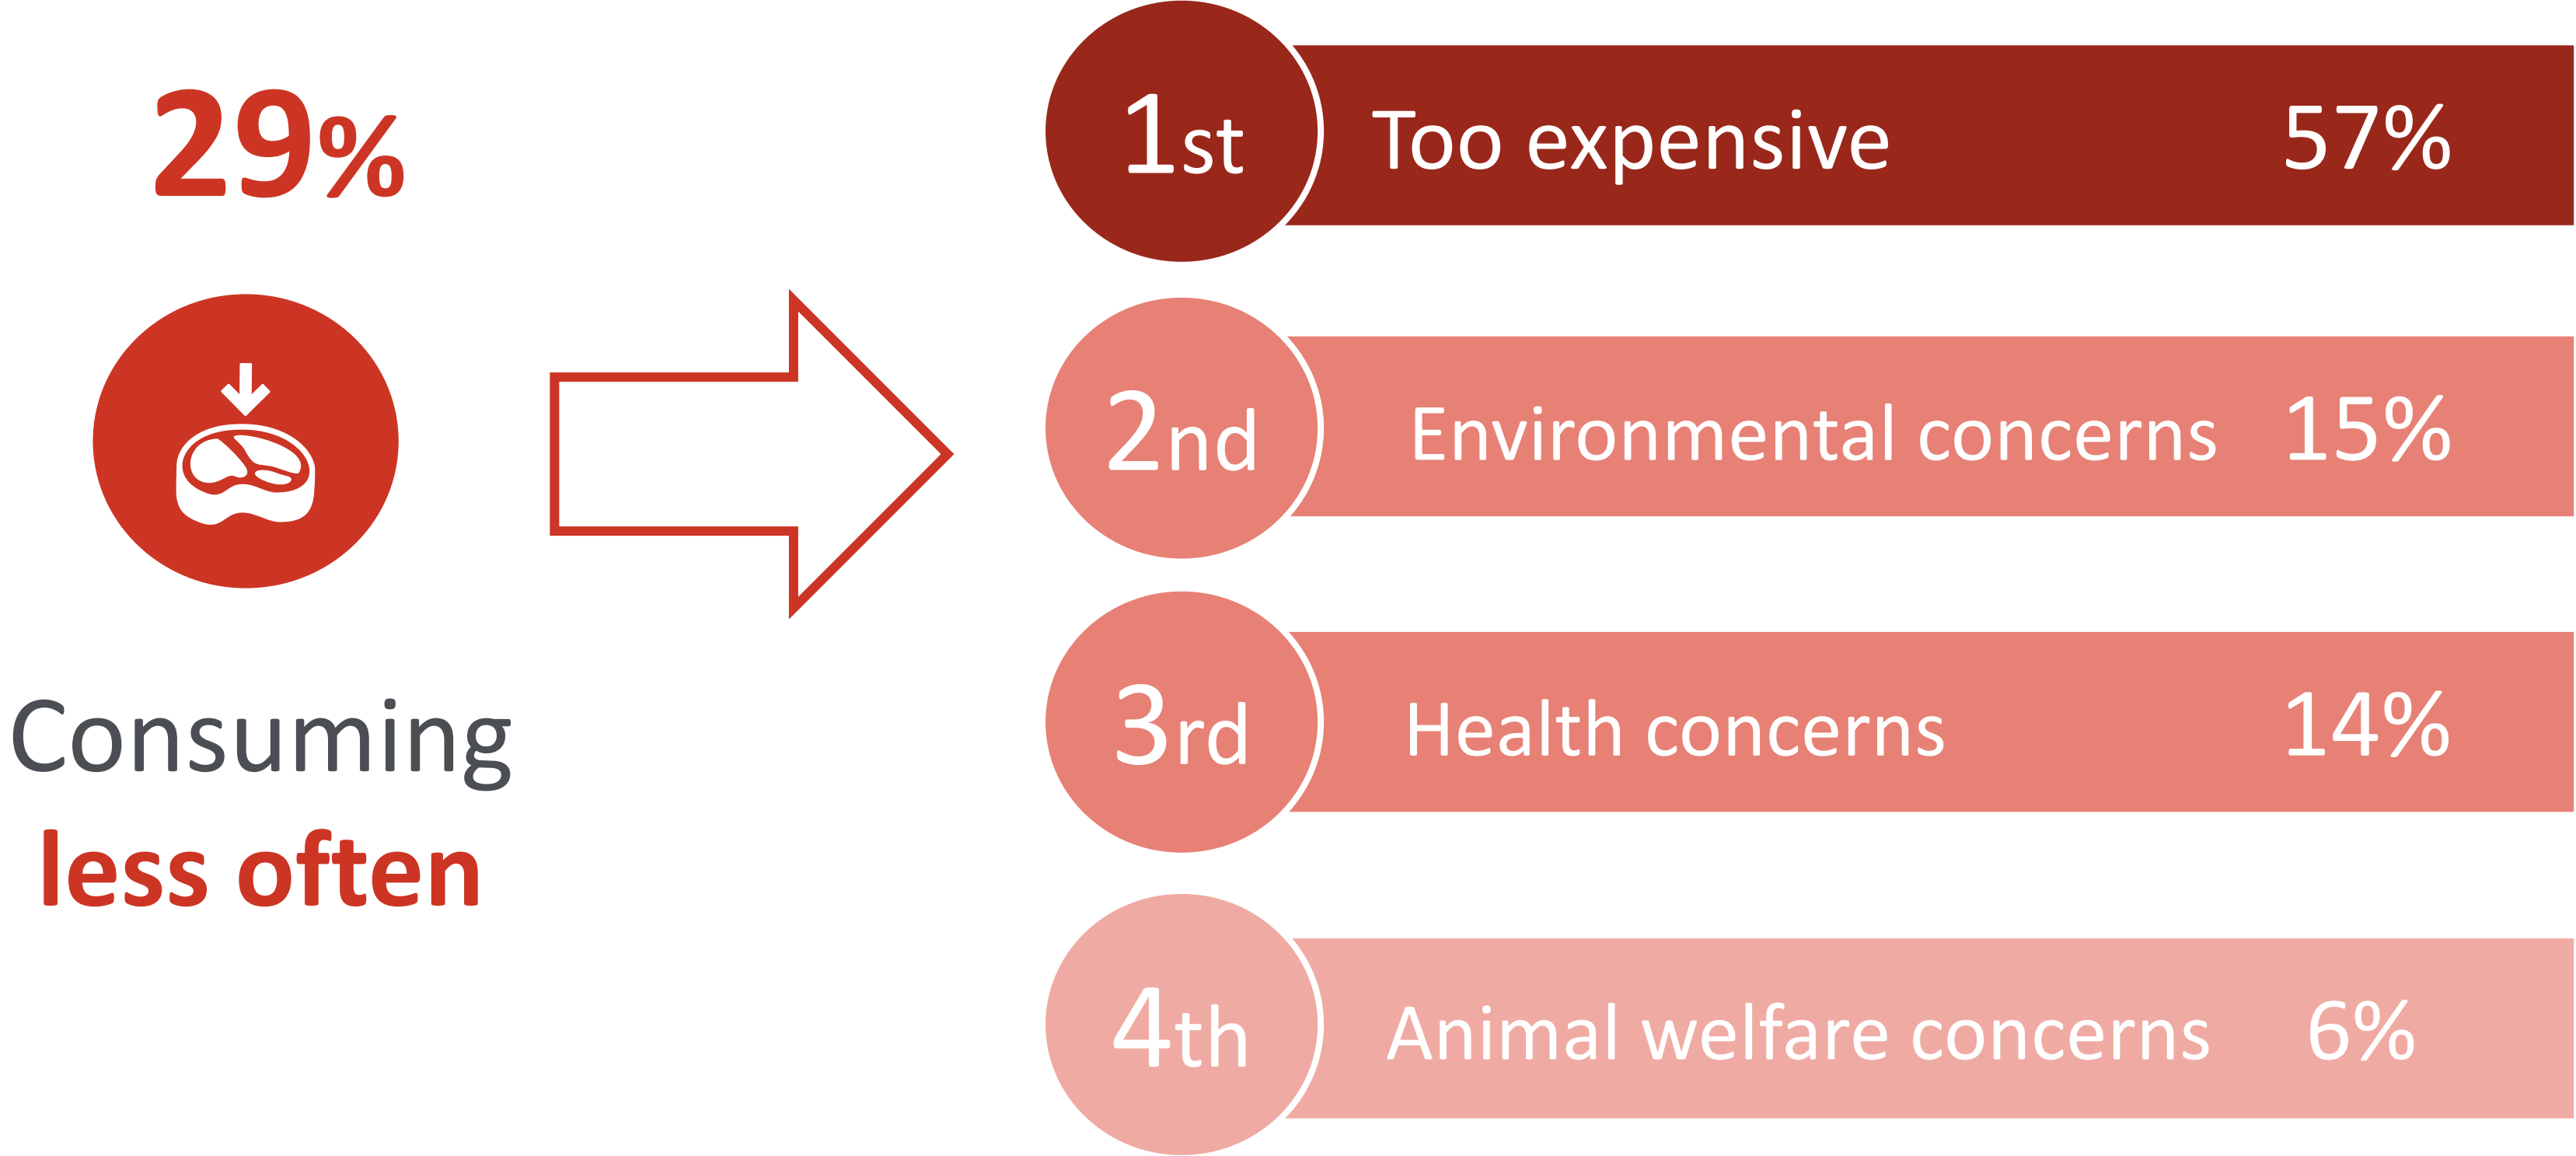 29%
Consuming
less often
1st Too expensive 57%
2nd Environmental concerns 15%
3rd Health concerns 14%
4th Animal welfare concerns 6%